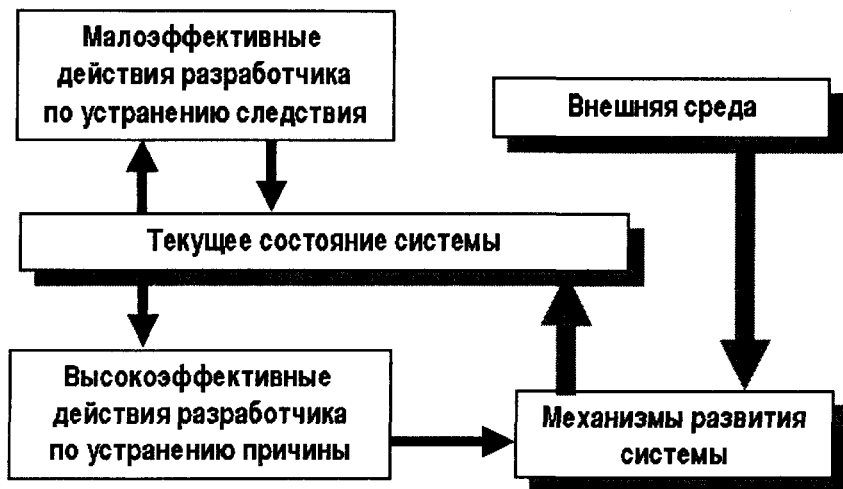 Малоэффективные
действия разработчика
по устранению следствия
Внешняя среда
Текущее состояние системы
Высокоэффективные
действия разработчика
по устранению причины
Механизмы развития
системы